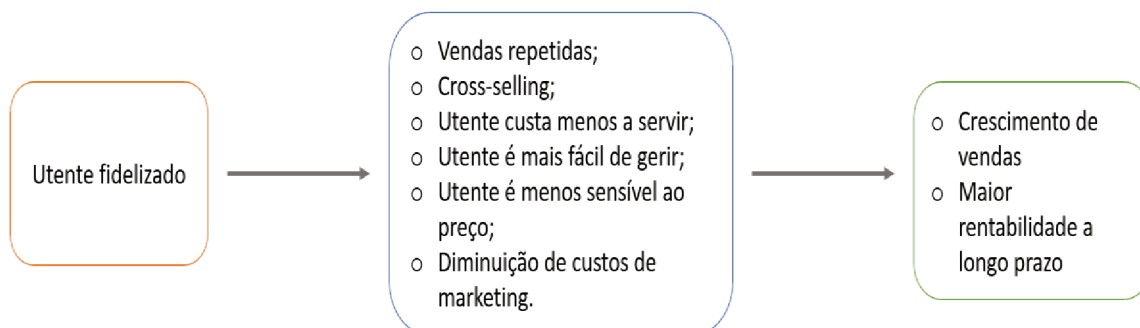 Utente fidelizado
o Vendas repetidas;
o Cross-selling;
o Utente custa menos a servir;
o Utente é mais fácil de gerir;
o Utente é menos sensível ao
preço;
o Diminuição de custos de
marketing.
o Crescimento de
vendas
o Maior
rentabilidade a
longo prazo